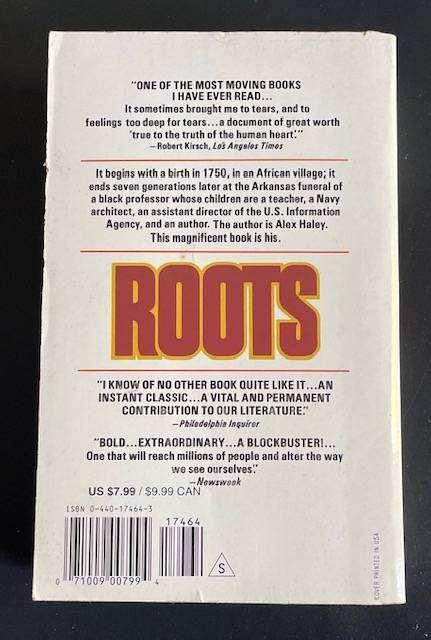 "ONE OF THE MOST MOVING BOOKS
I HAVE EVER READ...
It sometimes brought me to tears, and to
feelings too deep for tears...a document of great worth
'true to the truth of the human heart.'"
—Robert Kirsch, Los Angeles Times
It begins with a birth in 1750, in an African village; it
ends seven generations later at the Arkansas funeral of
a black professor whose children are a teacher, a Navy
architect, an assistant director of the U.S. Information
Agency, and an author. The author is Alex Haley.
This magnificent book is his.
ROOTS
"I KNOW OF NO OTHER BOOK QUITE LIKE IT...AN
INSTANT CLASSIC...A VITAL AND PERMANENT
CONTRIBUTION TO OUR LITERATURE."
—Philadelphia Inquirer
"BOLD...EXTRAORDINARY...A BLOCKBUSTER!...
One that will reach millions of people and alter the way
we see ourselves."
—Newsweek
US $7.99 / $9.99 CAN
ISBN 0-440-17464-3
17464
0 71009 00799 4
S
COVER PRINTED IN USA